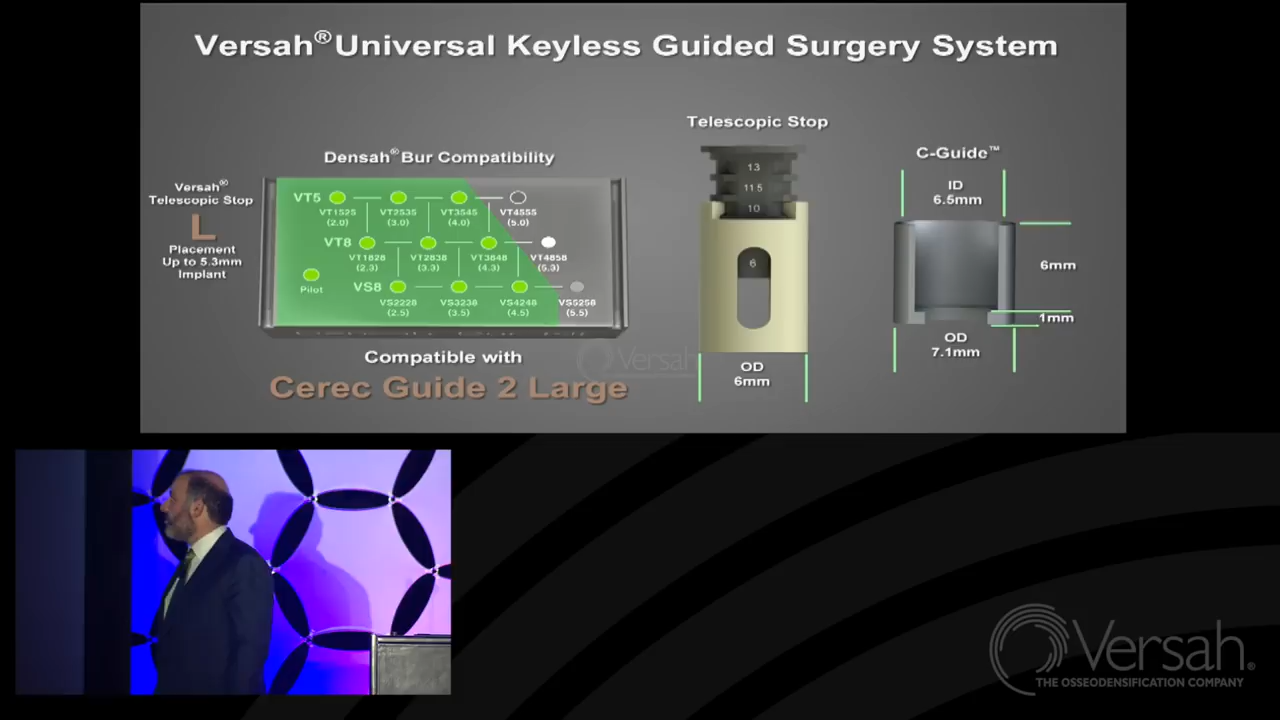 Versah® Universal Keyless Guided Surgery System
Telescopic Stop
C-Guide™
Densah® Bur Compatibility
Versah®
Telescopic Stop
L
Placement
Up to 5.3mm
Implant
VT5
VT1525
(2.0)
VT2535
(3.0)
VT3545
(4.0)
VT4555
(5.0)
VT8
VT1828
(2.3)
VT2838
(3.3)
VT3848
(4.3)
VT4858
(5.3)
Pilot
VS8
VS2228
(2.5)
VS3238
(3.5)
VS4248
(4.5)
VS5258
(5.5)
Compatible with
Cerec Guide 2 Large
Versah
13
11.5
10
6
OD
6mm
ID
6.5mm
6mm
1mm
OD
7.1mm
Versah®
THE OSSEODENSIFICATION COMPANY